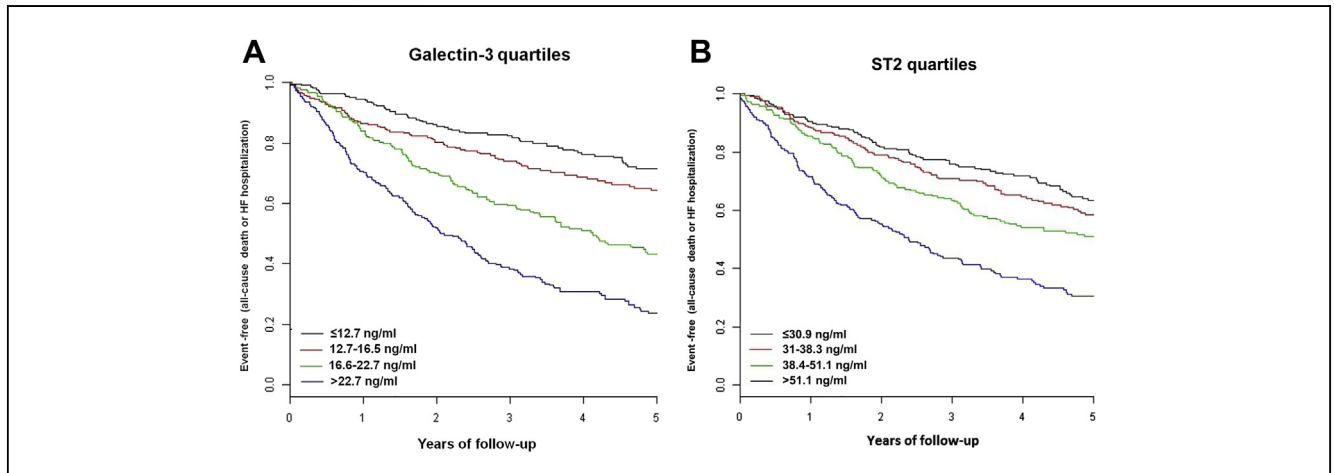 A
Galectin-3 quartiles
Event-free (all-cause death or HF hospitalization)
1.0
0.8
0.6
0.4
0.2
0.0
≤12.7 ng/ml
12.7-16.5 ng/ml
16.6-22.7 ng/ml
>22.7 ng/ml
0 1 2 3 4 5
Years of follow-up
B
ST2 quartiles
Event-free (all-cause death or HF hospitalization)
1.0
0.8
0.6
0.4
0.2
0.0
≤30.9 ng/ml
31-38.3 ng/ml
38.4-51.1 ng/ml
>51.1 ng/ml
0 1 2 3 4 5
Years of follow-up